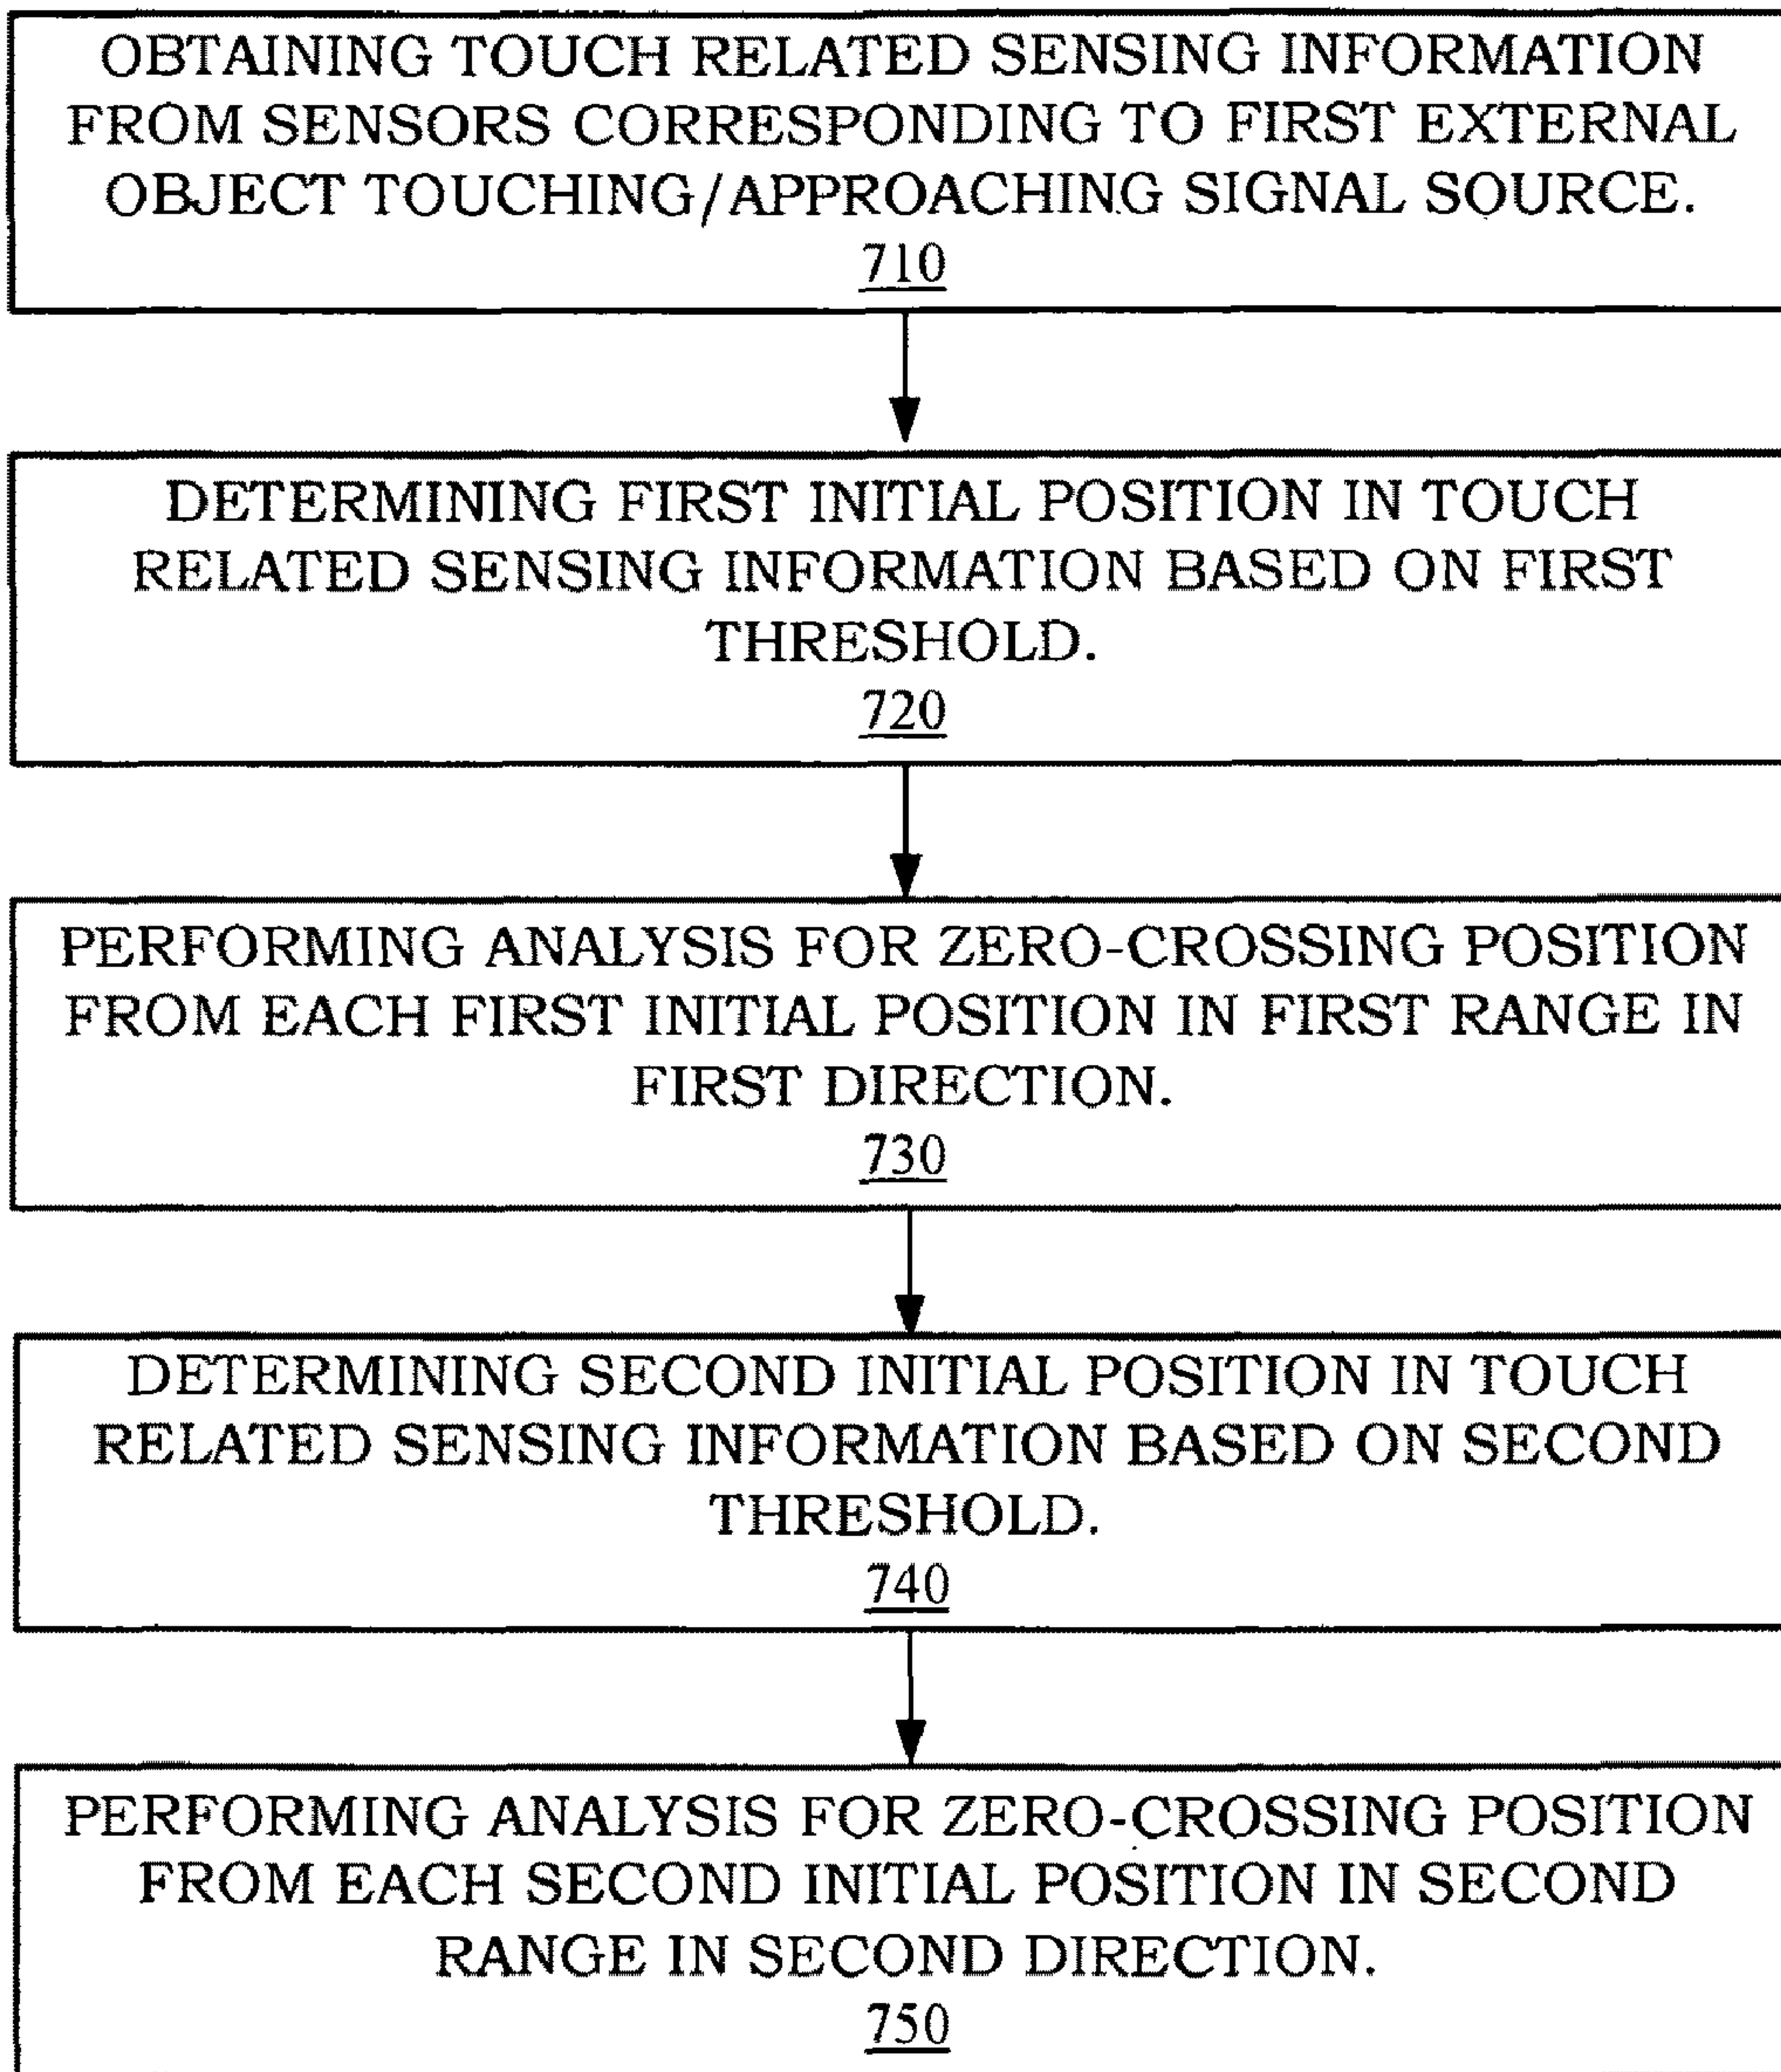 OBTAINING TOUCH RELATED SENSING INFORMATION
FROM SENSORS CORRESPONDING TO FIRST EXTERNAL
OBJECT TOUCHING/APPROACHING SIGNAL SOURCE.
710
DETERMINING FIRST INITIAL POSITION IN TOUCH
RELATED SENSING INFORMATION BASED ON FIRST
THRESHOLD.
720
PERFORMING ANALYSIS FOR ZERO-CROSSING POSITION
FROM EACH FIRST INITIAL POSITION IN FIRST RANGE IN
FIRST DIRECTION.
730
DETERMINING SECOND INITIAL POSITION IN TOUCH
RELATED SENSING INFORMATION BASED ON SECOND
THRESHOLD.
740
PERFORMING ANALYSIS FOR ZERO-CROSSING POSITION
FROM EACH SECOND INITIAL POSITION IN SECOND
RANGE IN SECOND DIRECTION.
750